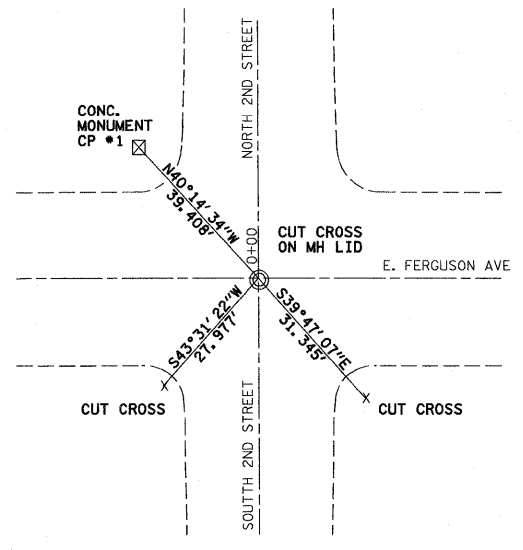 NORTH 2ND STREET
CONC.
MONUMENT
CP #1
N40°14'34"W
39.408'
0+00
CUT CROSS
ON MH LID
E. FERGUSON AVE
S43°31'22"W
27.977'
S39°47'07"E
31.345'
CUT CROSS
CUT CROSS
SOUTTH 2ND STREET